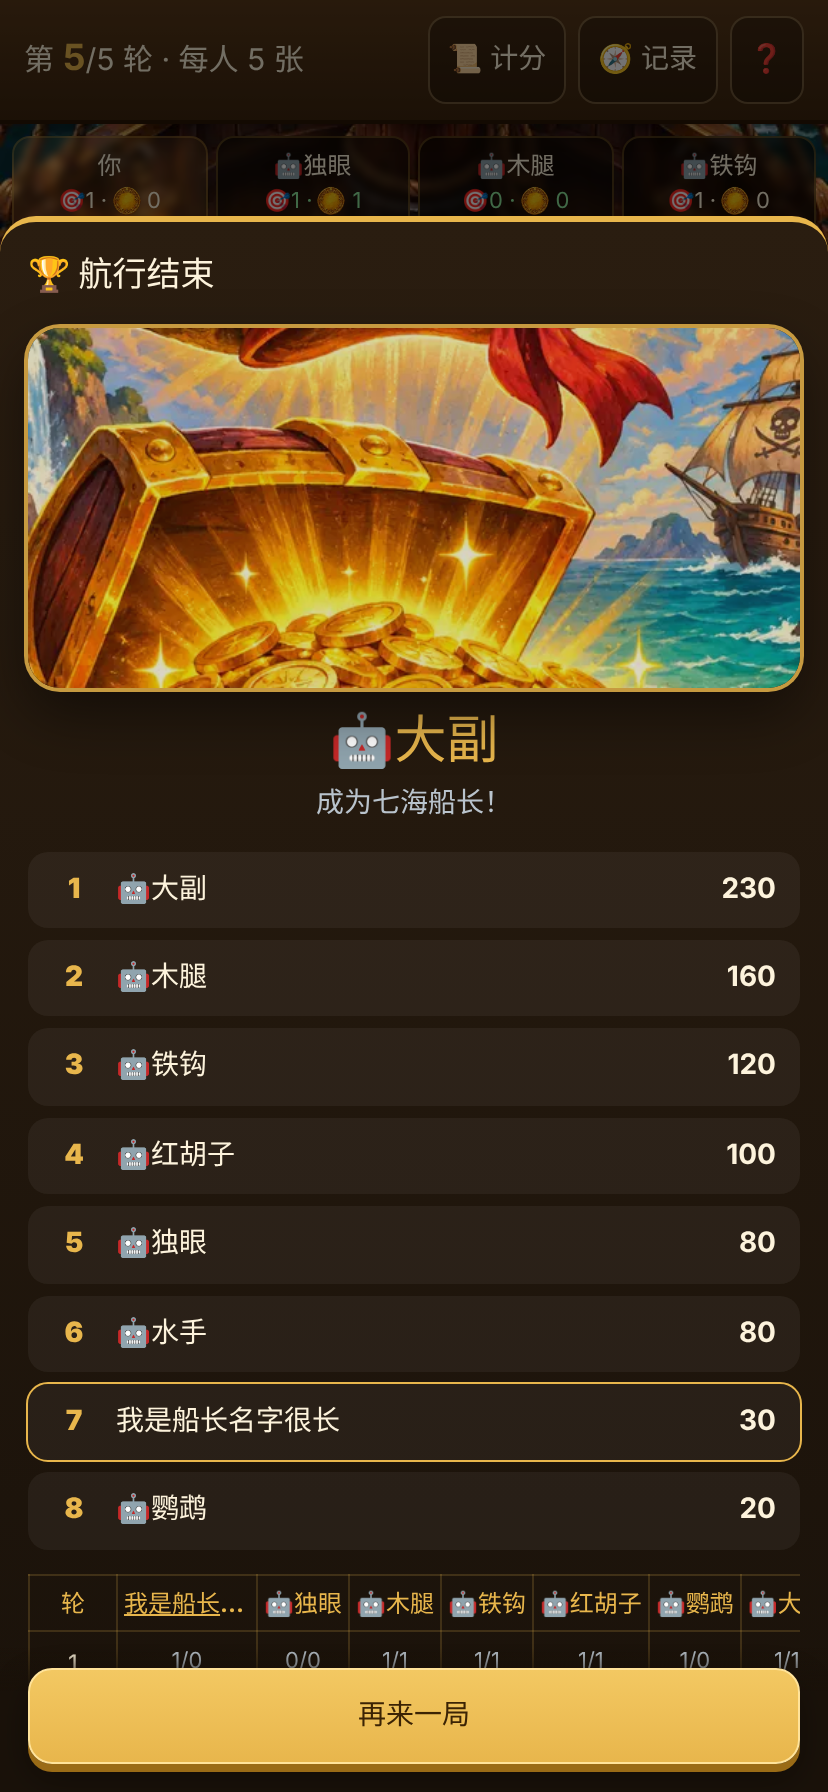 第 5/5 轮 · 每人 5 张
📜 计分
🧭 记录
❓
你
🎯1 · 🪙 0
🤖独眼
🎯1 · 🪙 1
🤖木腿
🎯0 · 🪙 0
🤖铁钩
🎯1 · 🪙 0
🏆 航行结束
🤖大副
成为七海船长！
1 🤖大副 230
2 🤖木腿 160
3 🤖铁钩 120
4 🤖红胡子 100
5 🤖独眼 80
6 🤖水手 80
7 我是船长名字很长 30
8 🤖鹦鹉 20
轮 我是船长... 🤖独眼 🤖木腿 🤖铁钩 🤖红胡子 🤖鹦鹉 🤖大
1 1/0 0/0 1/1 1/1 1/1 1/0 1/1
再来一局